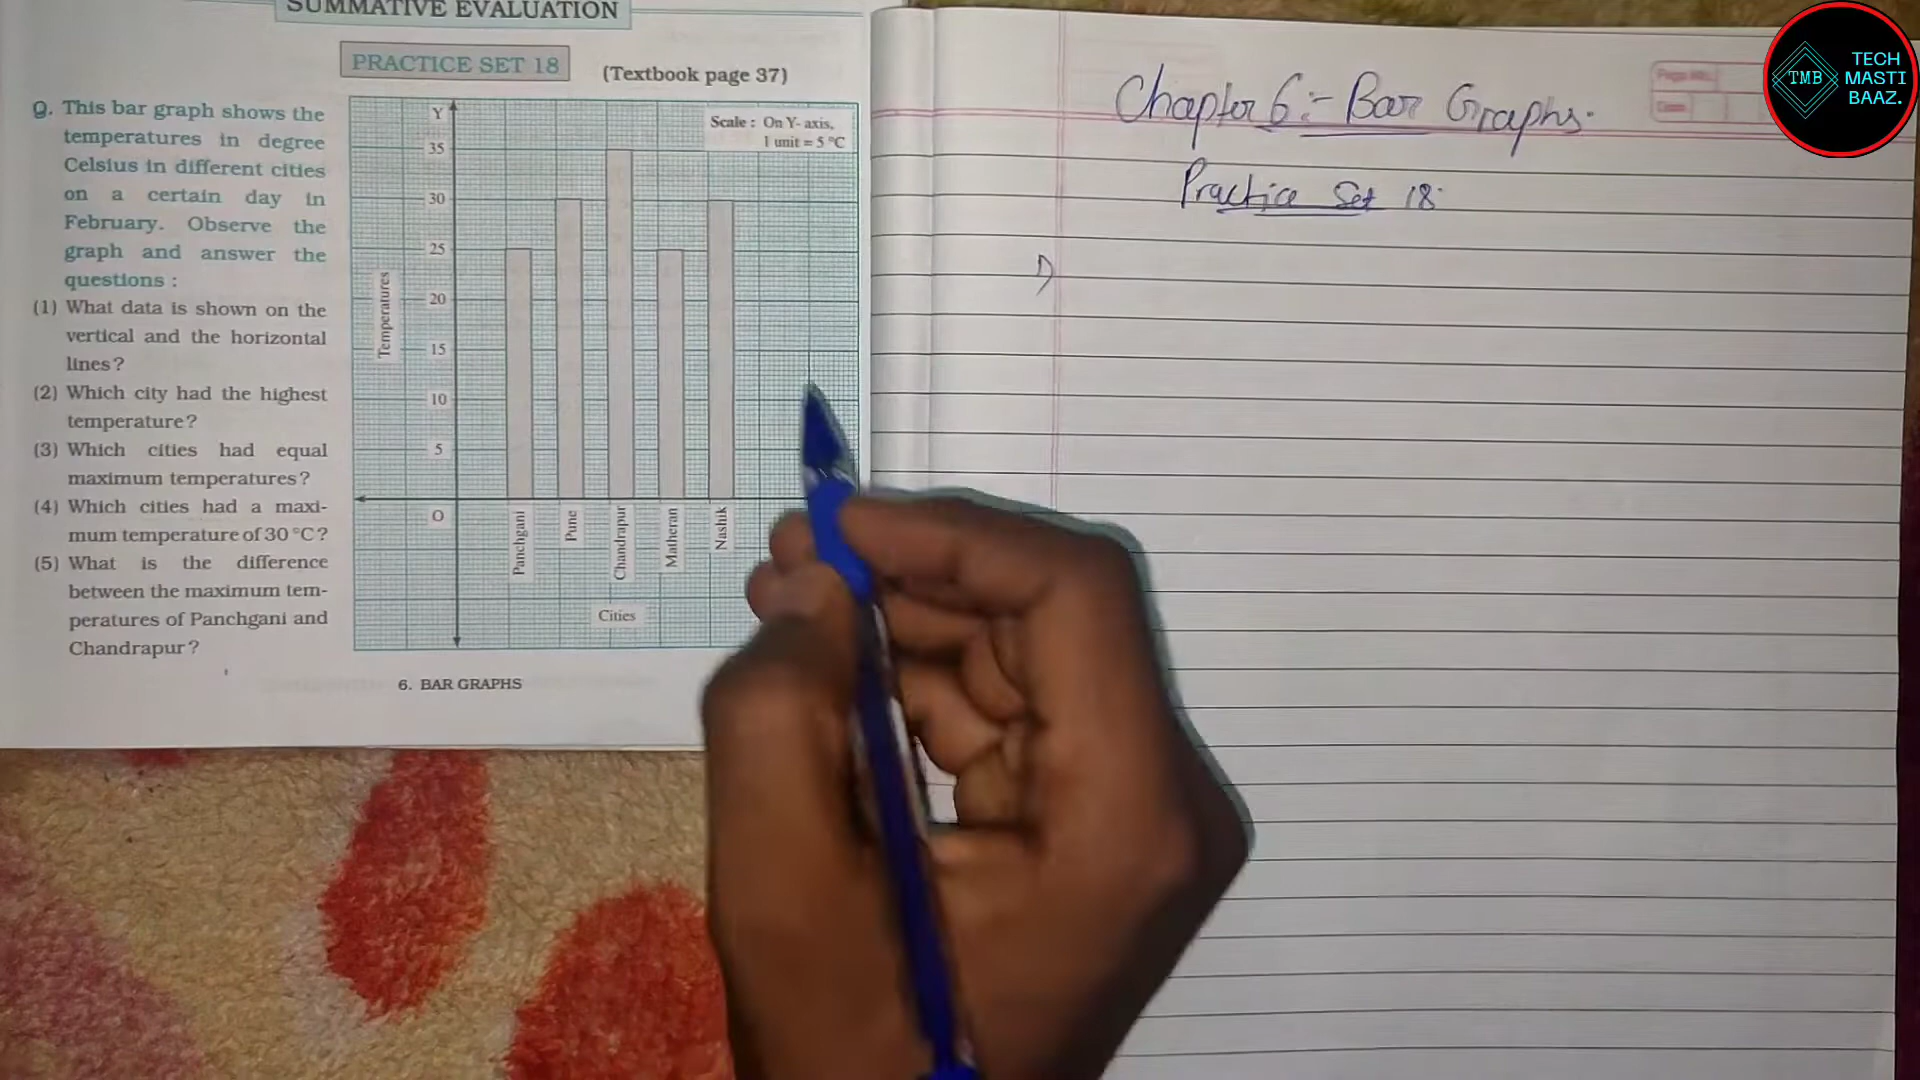 SUMMATIVE EVALUATION
PRACTICE SET 18
(Textbook page 37)
Q. This bar graph shows the
temperatures in degree
Celsius in different cities
on a certain day in
February. Observe the
graph and answer the
questions :
(1) What data is shown on the
vertical and the horizontal
lines?
(2) Which city had the highest
temperature?
(3) Which cities had equal
maximum temperatures?
(4) Which cities had a maxi-
mum temperature of 30 °C?
(5) What is the difference
between the maximum tem-
peratures of Panchgani and
Chandrapur?
Y
Scale : On Y- axis,
1 unit = 5 °C
35
30
25
20
15
10
5
O
Temperatures
Panchgani
Pune
Chandrapur
Matheran
Nashik
Cities
6. BAR GRAPHS
Chapter 6:- Bar Graphs.
Practice Set 18
1)
TMB
TECH
MASTI
BAAZ.